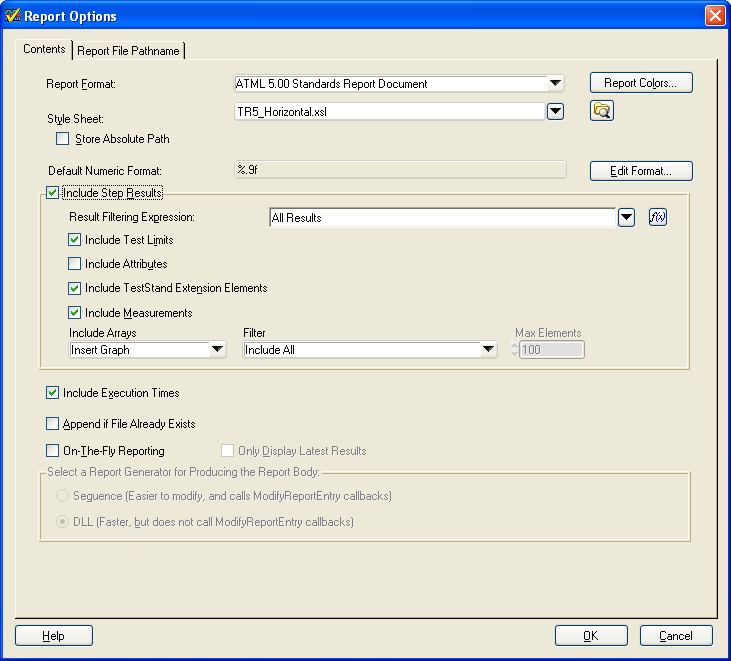 Report Options
Contents
Report File Pathname
Report Format:
ATML 5.00 Standards Report Document
Report Colors...
Style Sheet:
TR5_Horizontal.xsl
Store Absolute Path
Default Numeric Format:
%.9f
Edit Format...
Include Step Results
Result Filtering Expression:
All Results
f(x)
Include Test Limits
Include Attributes
Include TestStand Extension Elements
Include Measurements
Include Arrays
Filter
Max Elements
Insert Graph
Include All
100
Include Execution Times
Append if File Already Exists
On-The-Fly Reporting
Only Display Latest Results
Select a Report Generator for Producing the Report Body:
Sequence (Easier to modify, and calls ModifyReportEntry callbacks)
DLL (Faster, but does not call ModifyReportEntry callbacks)
Help
OK
Cancel